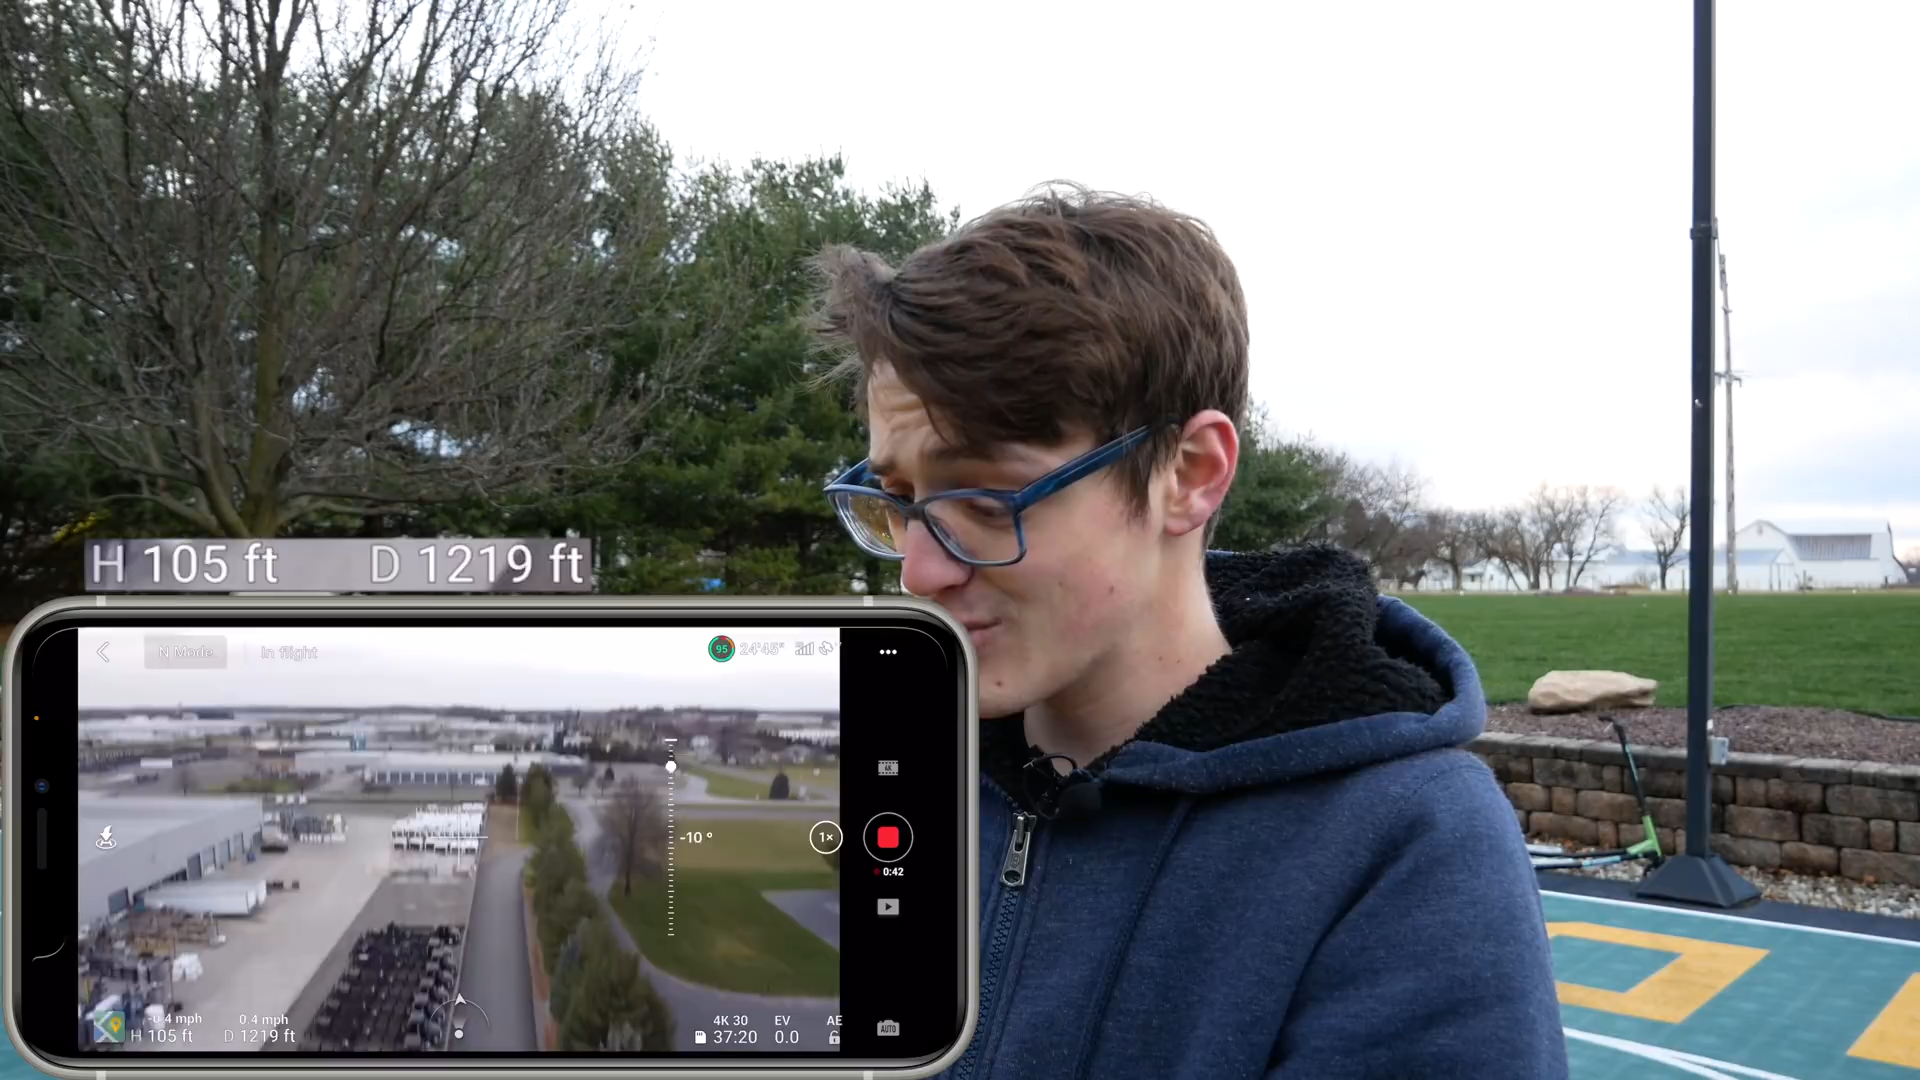 H 105 ft D 1219 ft
N Mode In flight
95 24'45"
-10 °
1×
0:42
-0.4 mph 0.4 mph
H 105 ft D 1219 ft
4K 30 EV AE
37:20 0.0
AUTO